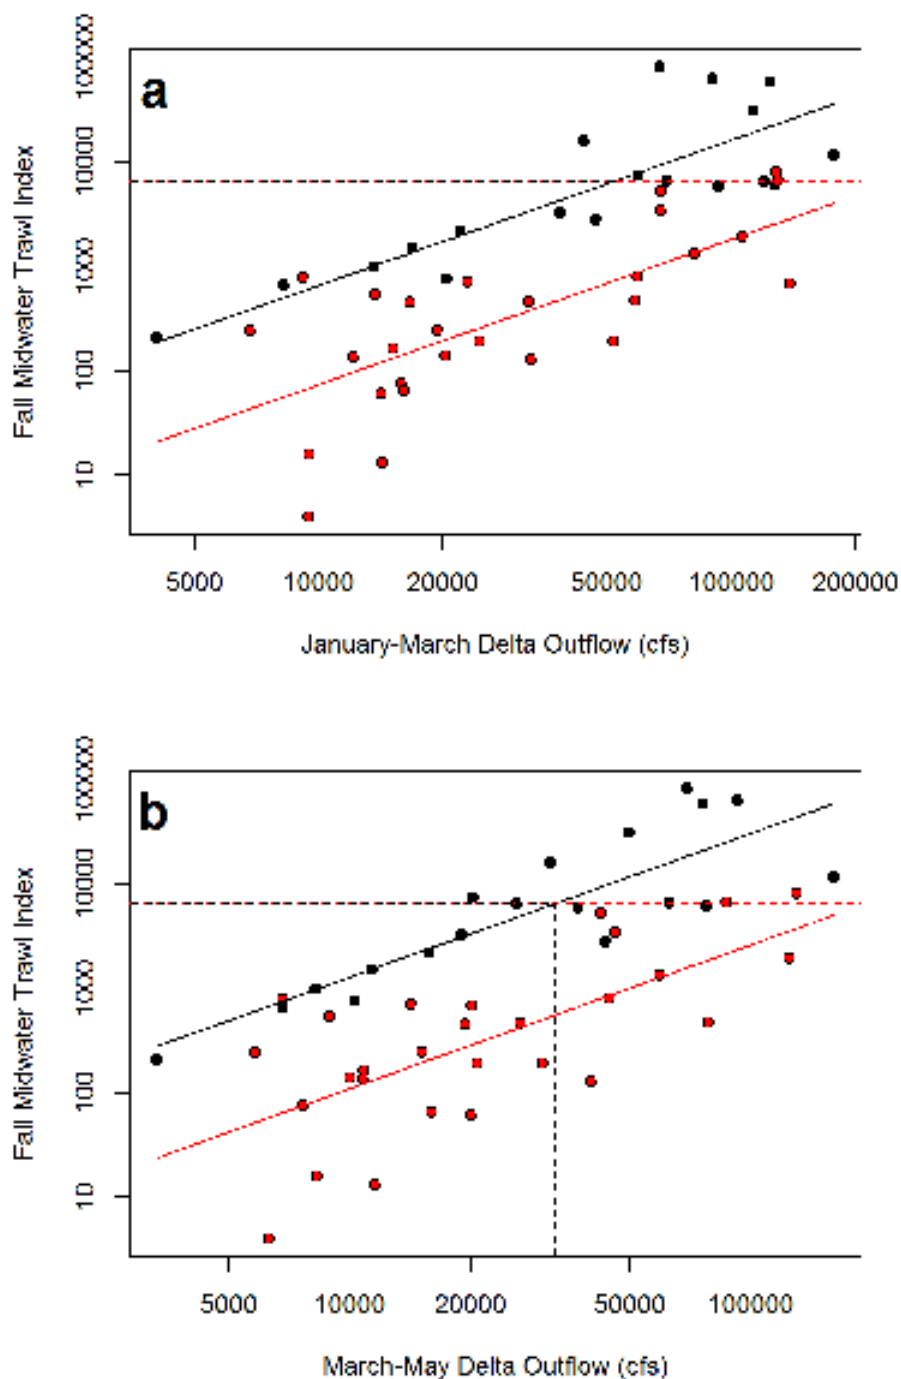 a
100000
10000
1000
100
10
Fall Midwater Trawl Index
5000 10000 20000 50000 100000 200000
January-March Delta Outflow (cfs)
b
100000
10000
1000
100
10
Fall Midwater Trawl Index
5000 10000 20000 50000 100000
March-May Delta Outflow (cfs)